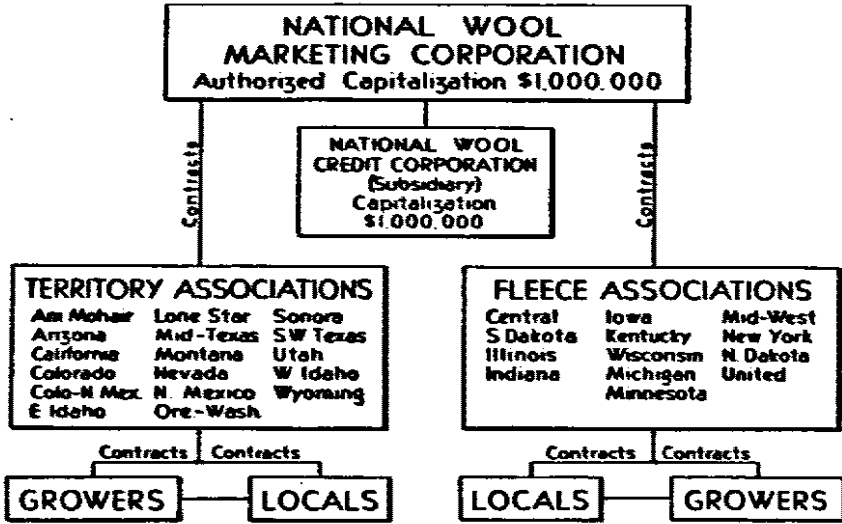 NATIONAL WOOL
MARKETING CORPORATION
Authorized Capitalization $1.000.000
Contracts
NATIONAL WOOL
CREDIT CORPORATION
(Subsidiary)
Capitalization
$1.000.000
Contracts
TERRITORY ASSOCIATIONS
Am Mohair Lone Star Sonora
Arizona Mid-Texas SW Texas
California Montana Utah
Colorado Nevada W Idaho
Colo-N Mex. N. Mexico Wyoming
E Idaho Ore-Wash.
FLEECE ASSOCIATIONS
Central Iowa Mid-West
S Dakota Kentucky New York
Illinois Wisconsin N. Dakota
Indiana Michigan United
Minnesota
Contracts Contracts
GROWERS LOCALS
Contracts Contracts
LOCALS GROWERS